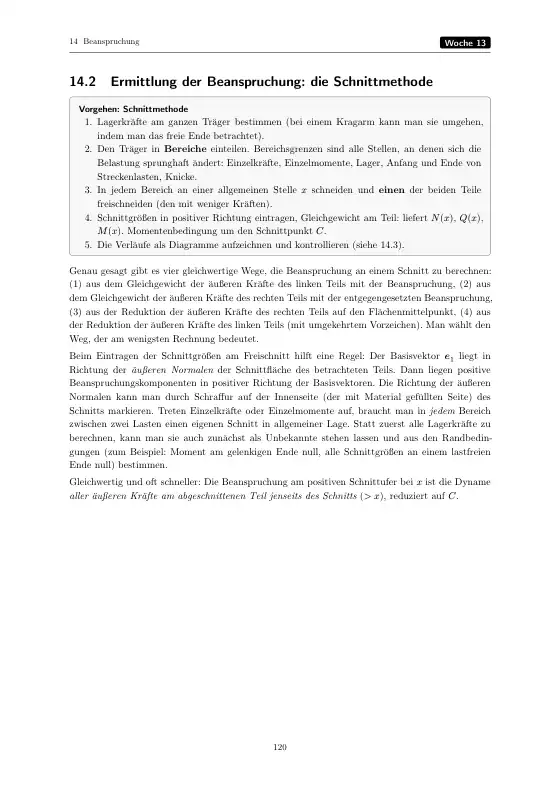 14 Beanspruchung
Woche 13
14.2 Ermittlung der Beanspruchung: die Schnittmethode
Vorgehen: Schnittmethode
1. Lagerkräfte am ganzen Träger bestimmen (bei einem Kragarm kann man sie umgehen,
indem man das freie Ende betrachtet).
2. Den Träger in Bereiche einteilen. Bereichsgrenzen sind alle Stellen, an denen sich die
Belastung sprunghaft ändert: Einzelkräfte, Einzelmomente, Lager, Anfang und Ende von
Streckenlasten, Knicke.
3. In jedem Bereich an einer allgemeinen Stelle x schneiden und einen der beiden Teile
freischneiden (den mit weniger Kräften).
4. Schnittgrößen in positiver Richtung eintragen, Gleichgewicht am Teil: liefert N(x), Q(x),
M(x). Momentenbedingung um den Schnittpunkt C.
5. Die Verläufe als Diagramme aufzeichnen und kontrollieren (siehe 14.3).
Genau gesagt gibt es vier gleichwertige Wege, die Beanspruchung an einem Schnitt zu berechnen:
(1) aus dem Gleichgewicht der äußeren Kräfte des linken Teils mit der Beanspruchung, (2) aus
dem Gleichgewicht der äußeren Kräfte des rechten Teils mit der entgegengesetzten Beanspruchung,
(3) aus der Reduktion der äußeren Kräfte des rechten Teils auf den Flächenmittelpunkt, (4) aus
der Reduktion der äußeren Kräfte des linken Teils (mit umgekehrtem Vorzeichen). Man wählt den
Weg, der am wenigsten Rechnung bedeutet.
Beim Eintragen der Schnittgrößen am Freischnitt hilft eine Regel: Der Basisvektor e₁ liegt in
Richtung der äußeren Normalen der Schnittfläche des betrachteten Teils. Dann liegen positive
Beanspruchungskomponenten in positiver Richtung der Basisvektoren. Die Richtung der äußeren
Normalen kann man durch Schraffur auf der Innenseite (der mit Material gefüllten Seite) des
Schnitts markieren. Treten Einzelkräfte oder Einzelmomente auf, braucht man in jedem Bereich
zwischen zwei Lasten einen eigenen Schnitt in allgemeiner Lage. Statt zuerst alle Lagerkräfte zu
berechnen, kann man sie auch zunächst als Unbekannte stehen lassen und aus den Randbedin-
gungen (zum Beispiel: Moment am gelenkigen Ende null, alle Schnittgrößen an einem lastfreien
Ende null) bestimmen.
Gleichwertig und oft schneller: Die Beanspruchung am positiven Schnittufer bei x ist die Dyname
aller äußeren Kräfte am abgeschnittenen Teil jenseits des Schnitts (> x), reduziert auf C.
120